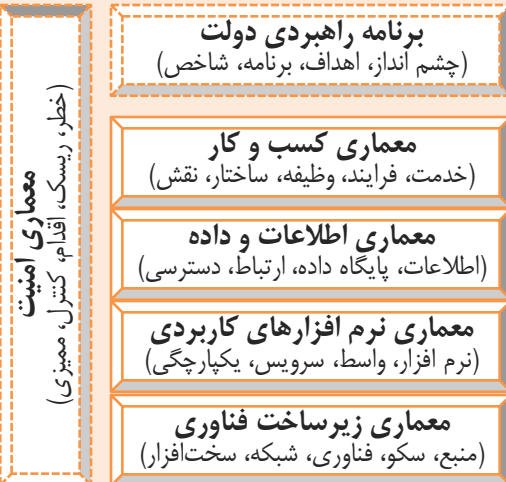 برنامه راهبردی دولت
(چشم انداز، اهداف، برنامه، شاخص)
معماری کسب و کار
(خدمت، فرایند، وظیفه، ساختار، نقش)
معماری اطلاعات و داده
(اطلاعات، پایگاه داده، ارتباط، دسترسی)
معماری نرم افزارهای کاربردی
(نرم افزار، واسط، سرویس، یکپارچگی)
معماری زیرساخت فناوری
(منبع، سکو، فناوری، شبکه، سخت‌افزار)
معماری امنیت
(خطر، ریسک، اقدام، کنترل، ممیزی)